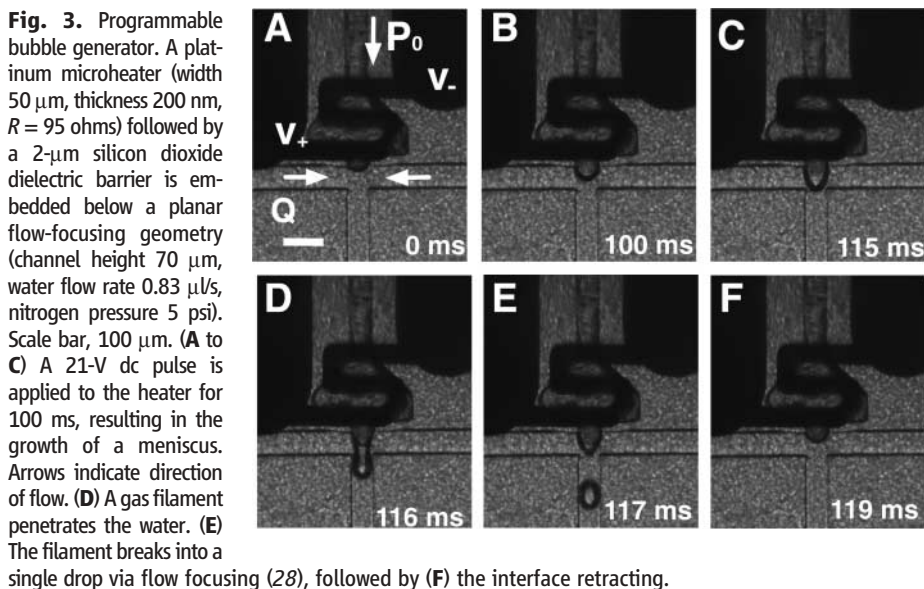 Fig. 3. Programmable
bubble generator. A plat-
inum microheater (width
50 μm, thickness 200 nm,
R = 95 ohms) followed by
a 2-μm silicon dioxide
dielectric barrier is em-
bedded below a planar
flow-focusing geometry
(channel height 70 μm,
water flow rate 0.83 μl/s,
nitrogen pressure 5 psi).
Scale bar, 100 μm. (A to
C) A 21-V dc pulse is
applied to the heater for
100 ms, resulting in the
growth of a meniscus.
Arrows indicate direction
of flow. (D) A gas filament
penetrates the water. (E)
The filament breaks into a
single drop via flow focusing (28), followed by (F) the interface retracting.
A
P0
V-
V+
Q
0 ms
B
100 ms
C
115 ms
D
116 ms
E
117 ms
F
119 ms